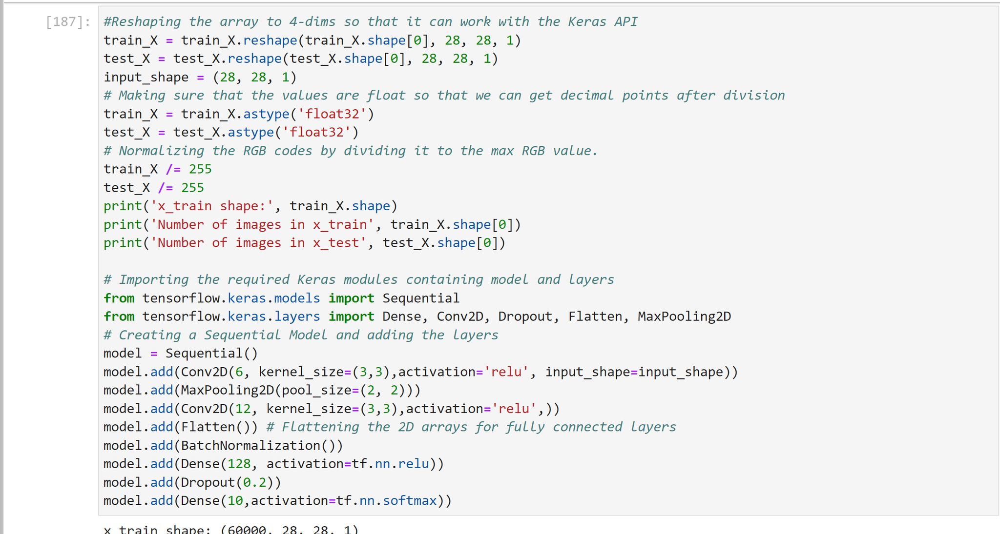 [187]:
#Reshaping the array to 4-dims so that it can work with the Keras API
train_X = train_X.reshape(train_X.shape[0], 28, 28, 1)
test_X = test_X.reshape(test_X.shape[0], 28, 28, 1)
input_shape = (28, 28, 1)
# Making sure that the values are float so that we can get decimal points after division
train_X = train_X.astype('float32')
test_X = test_X.astype('float32')
# Normalizing the RGB codes by dividing it to the max RGB value.
train_X /= 255
test_X /= 255
print('x_train shape:', train_X.shape)
print('Number of images in x_train', train_X.shape[0])
print('Number of images in x_test', test_X.shape[0])

# Importing the required Keras modules containing model and layers
from tensorflow.keras.models import Sequential
from tensorflow.keras.layers import Dense, Conv2D, Dropout, Flatten, MaxPooling2D
# Creating a Sequential Model and adding the layers
model = Sequential()
model.add(Conv2D(6, kernel_size=(3,3),activation='relu', input_shape=input_shape))
model.add(MaxPooling2D(pool_size=(2, 2)))
model.add(Conv2D(12, kernel_size=(3,3),activation='relu',))
model.add(Flatten()) # Flattening the 2D arrays for fully connected layers
model.add(BatchNormalization())
model.add(Dense(128, activation=tf.nn.relu))
model.add(Dropout(0.2))
model.add(Dense(10,activation=tf.nn.softmax))
x_train shape: (60000, 28, 28, 1)